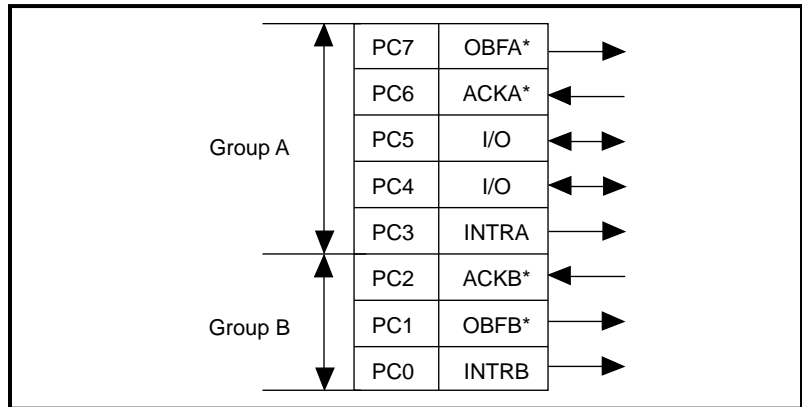 PC7 OBFA*
PC6 ACKA*
Group A PC5 I/O
PC4 I/O
PC3 INTRA
PC2 ACKB*
Group B PC1 OBFB*
PC0 INTRB